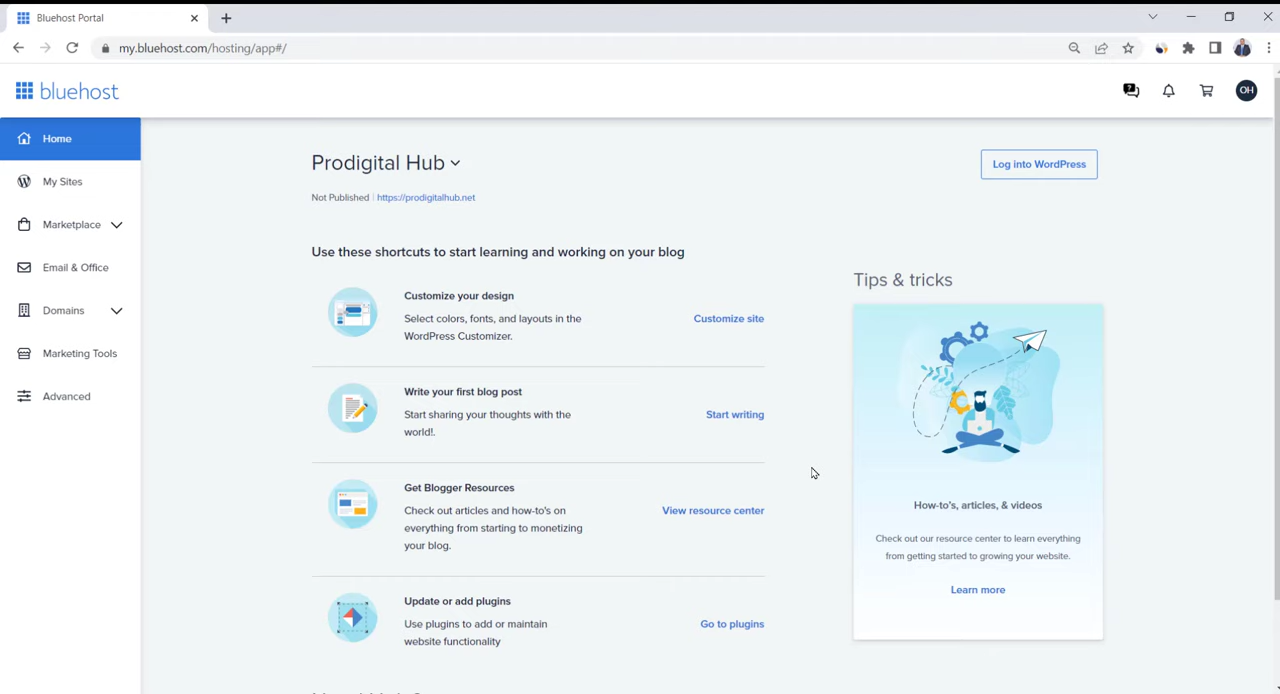 Bluehost Portal
my.bluehost.com/hosting/app#/
bluehost
OH
Home
My Sites
Marketplace
Email & Office
Domains
Marketing Tools
Advanced
Prodigital Hub
Log into WordPress
Not Published | https://prodigitalhub.net
Use these shortcuts to start learning and working on your blog
Customize your design
Select colors, fonts, and layouts in the
WordPress Customizer.
Customize site
Write your first blog post
Start sharing your thoughts with the
world!.
Start writing
Get Blogger Resources
Check out articles and how-to's on
everything from starting to monetizing
your blog.
View resource center
Update or add plugins
Use plugins to add or maintain
website functionality
Go to plugins
Tips & tricks
How-to's, articles, & videos
Check out our resource center to learn everything
from getting started to growing your website.
Learn more